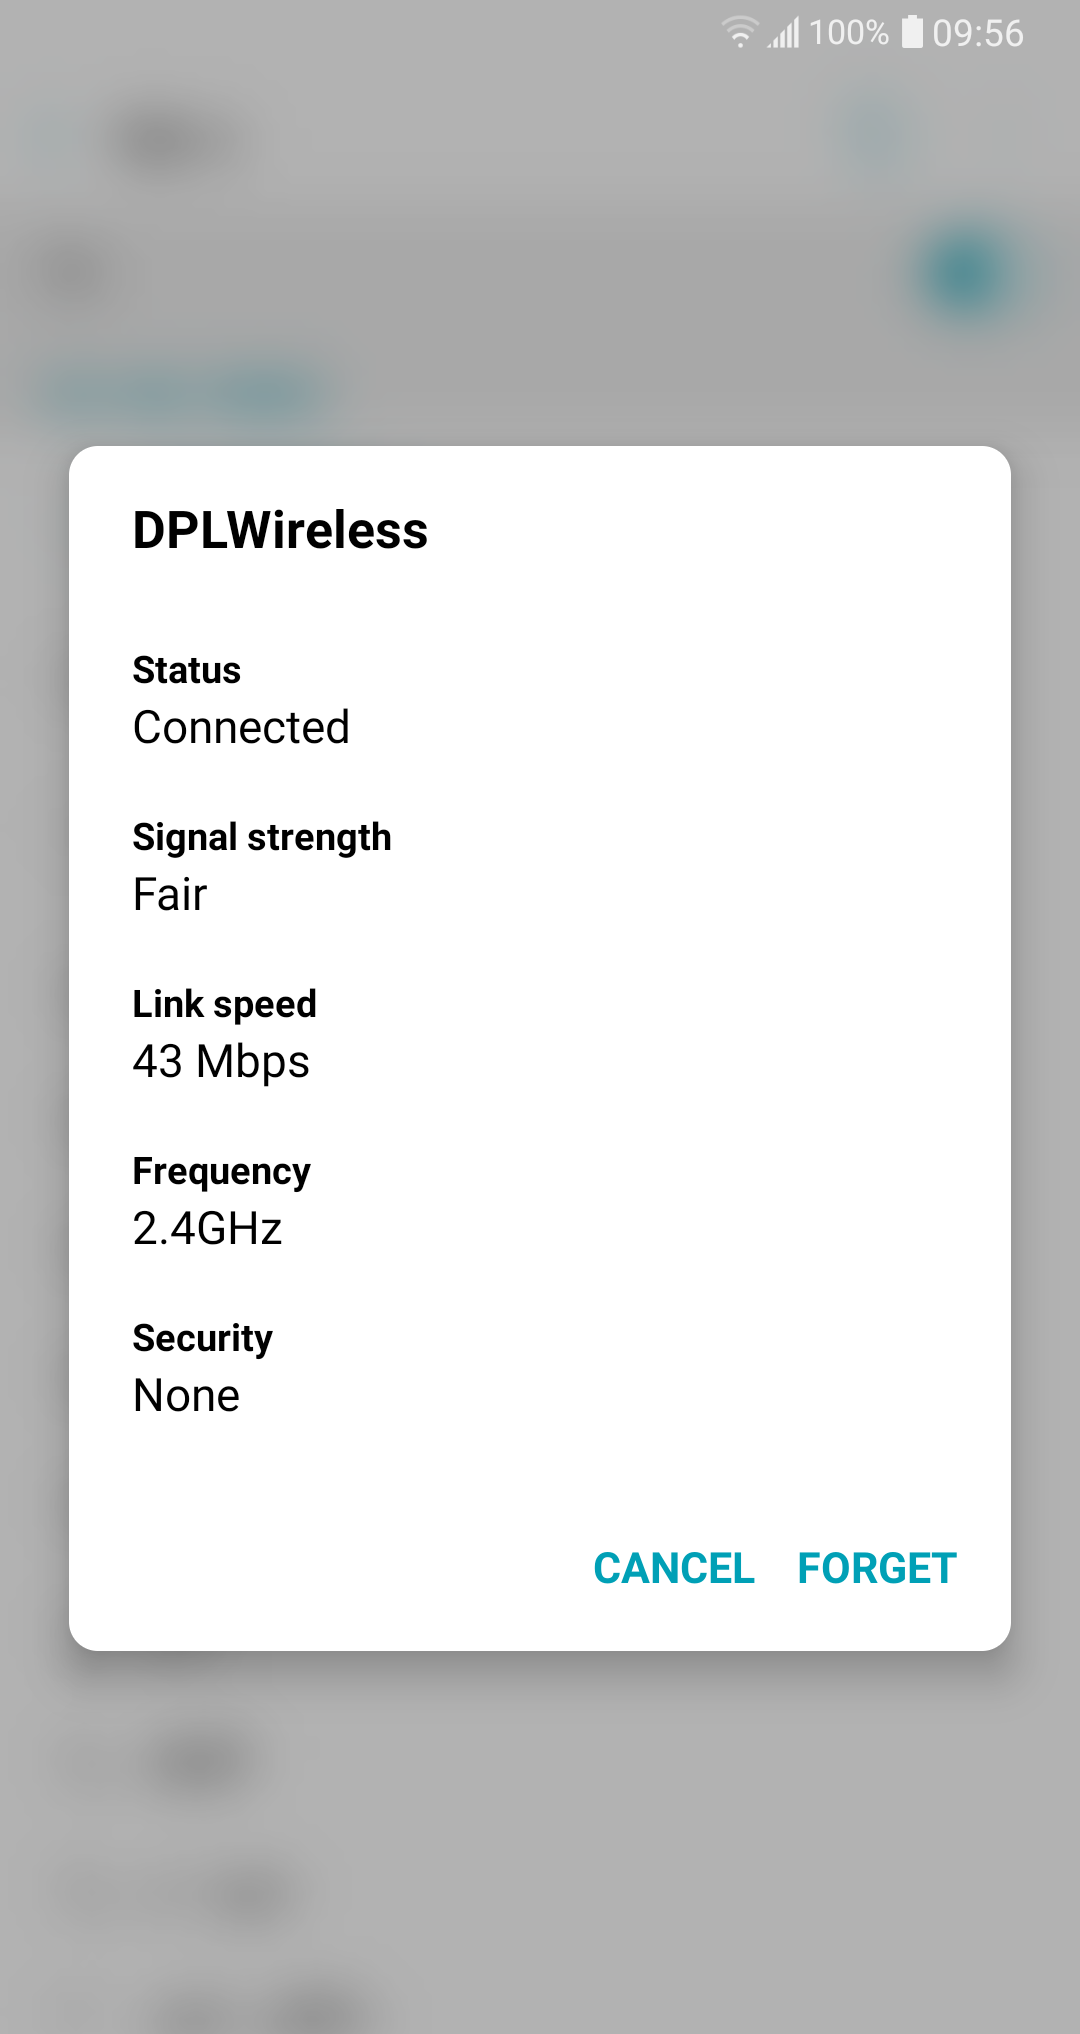 100% 09:56
DPLWireless
Status
Connected
Signal strength
Fair
Link speed
43 Mbps
Frequency
2.4GHz
Security
None
CANCEL FORGET